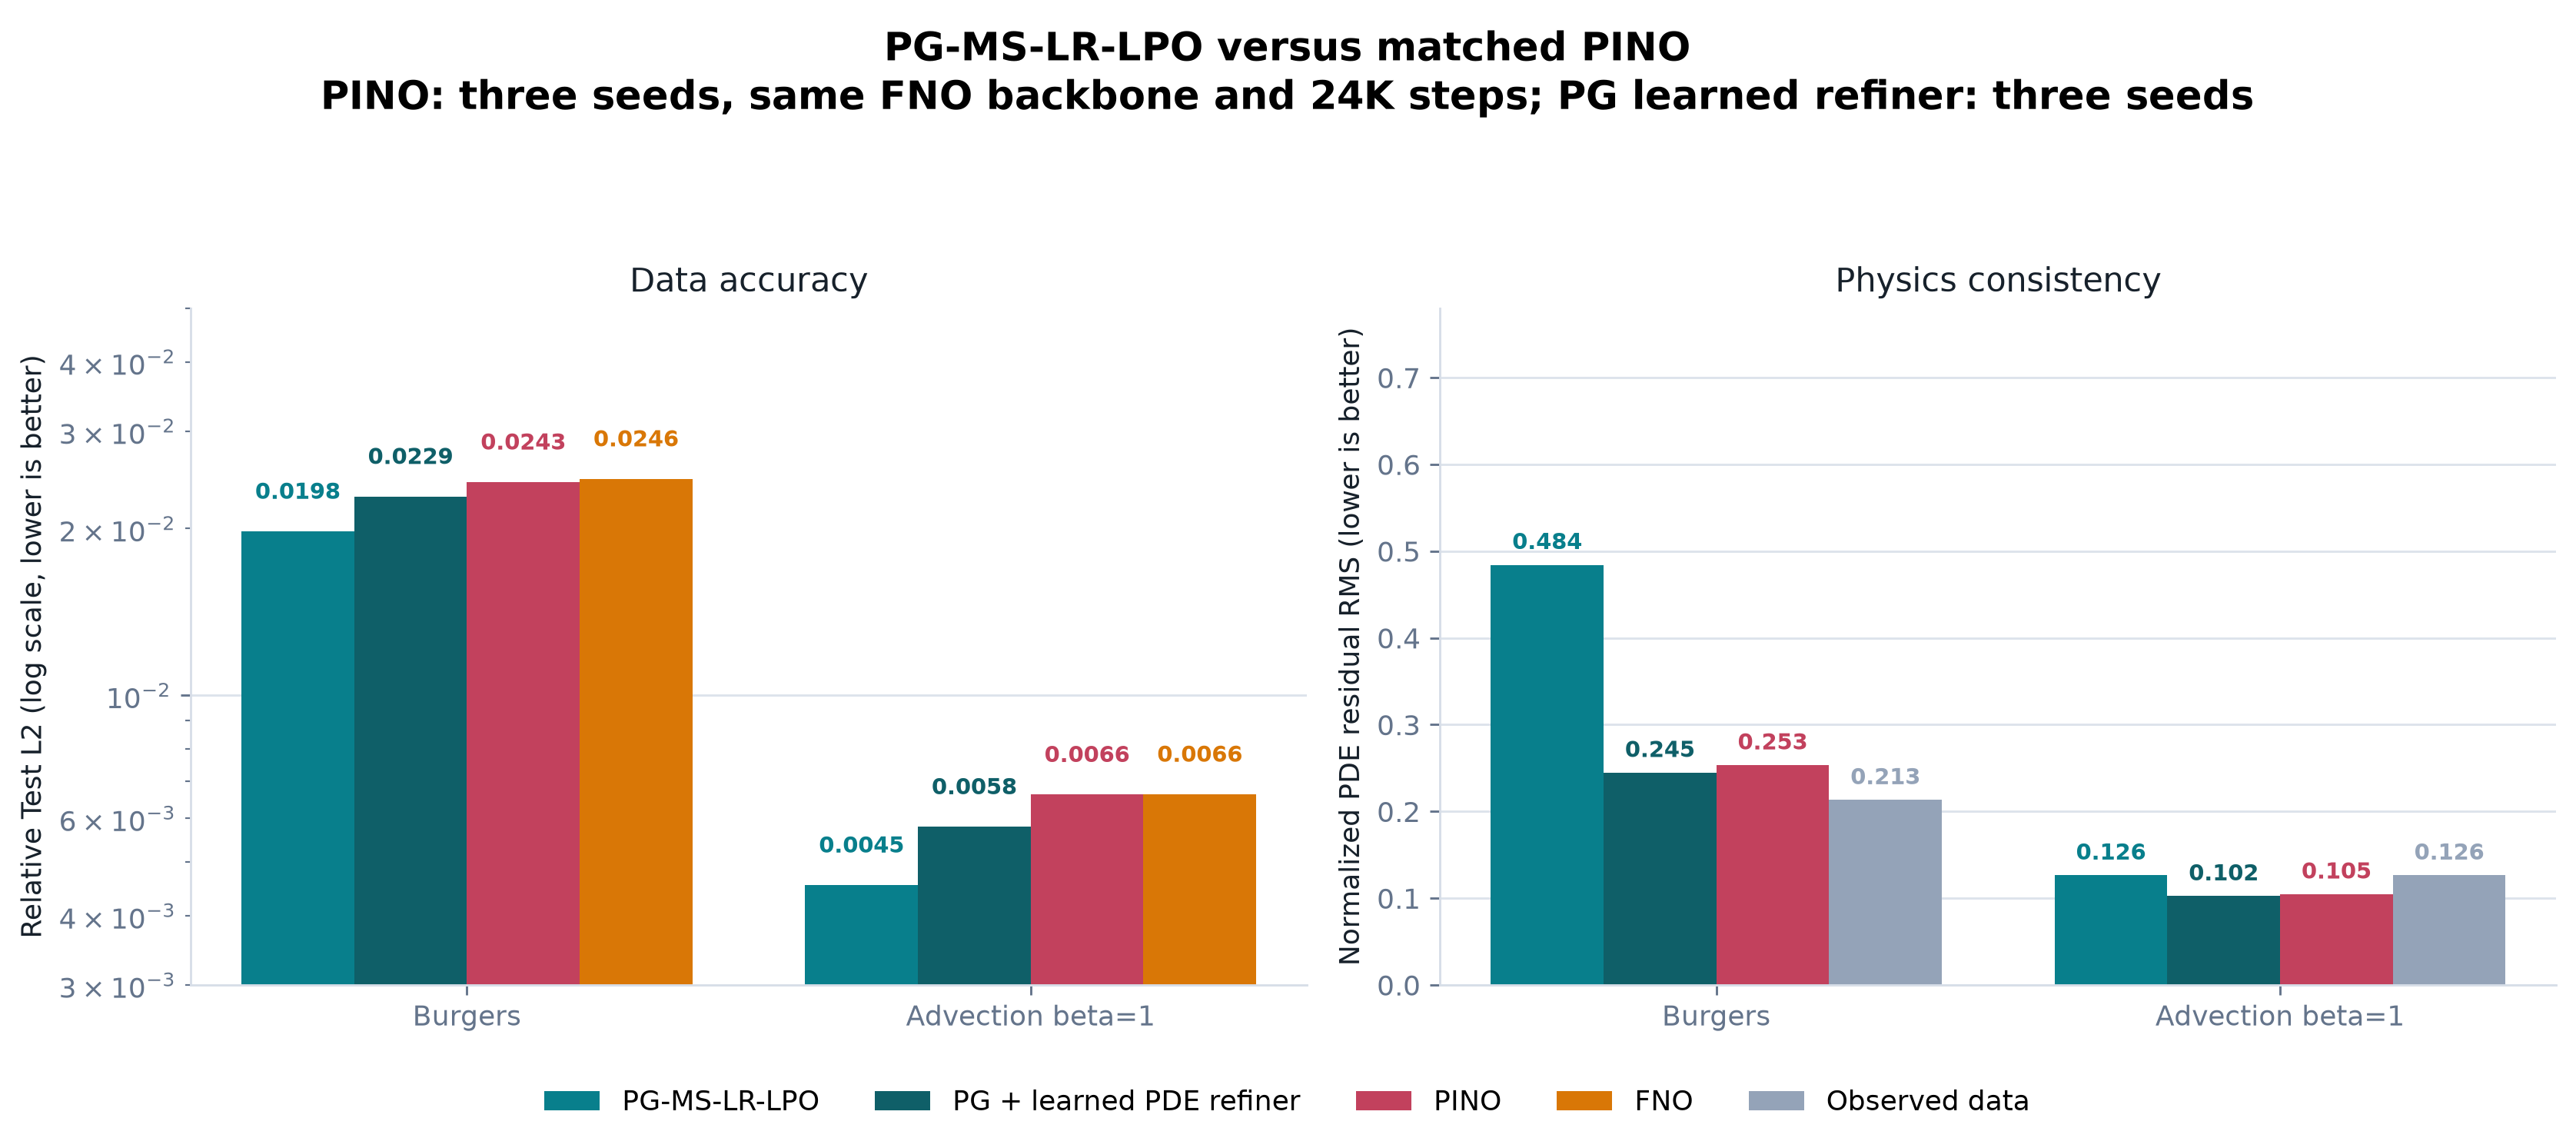 PG-MS-LR-LPO versus matched PINO
PINO: three seeds, same FNO backbone and 24K steps; PG learned refiner: three seeds
Data accuracy
Relative Test L2 (log scale, lower is better)
4 × 10⁻²
3 × 10⁻²
2 × 10⁻²
10⁻²
6 × 10⁻³
4 × 10⁻³
3 × 10⁻³
0.0198
0.0229
0.0243
0.0246
0.0045
0.0058
0.0066
0.0066
Burgers
Advection beta=1
Physics consistency
Normalized PDE residual RMS (lower is better)
0.7
0.6
0.5
0.4
0.3
0.2
0.1
0.0
0.484
0.245
0.253
0.213
0.126
0.102
0.105
0.126
Burgers
Advection beta=1
PG-MS-LR-LPO
PG + learned PDE refiner
PINO
FNO
Observed data